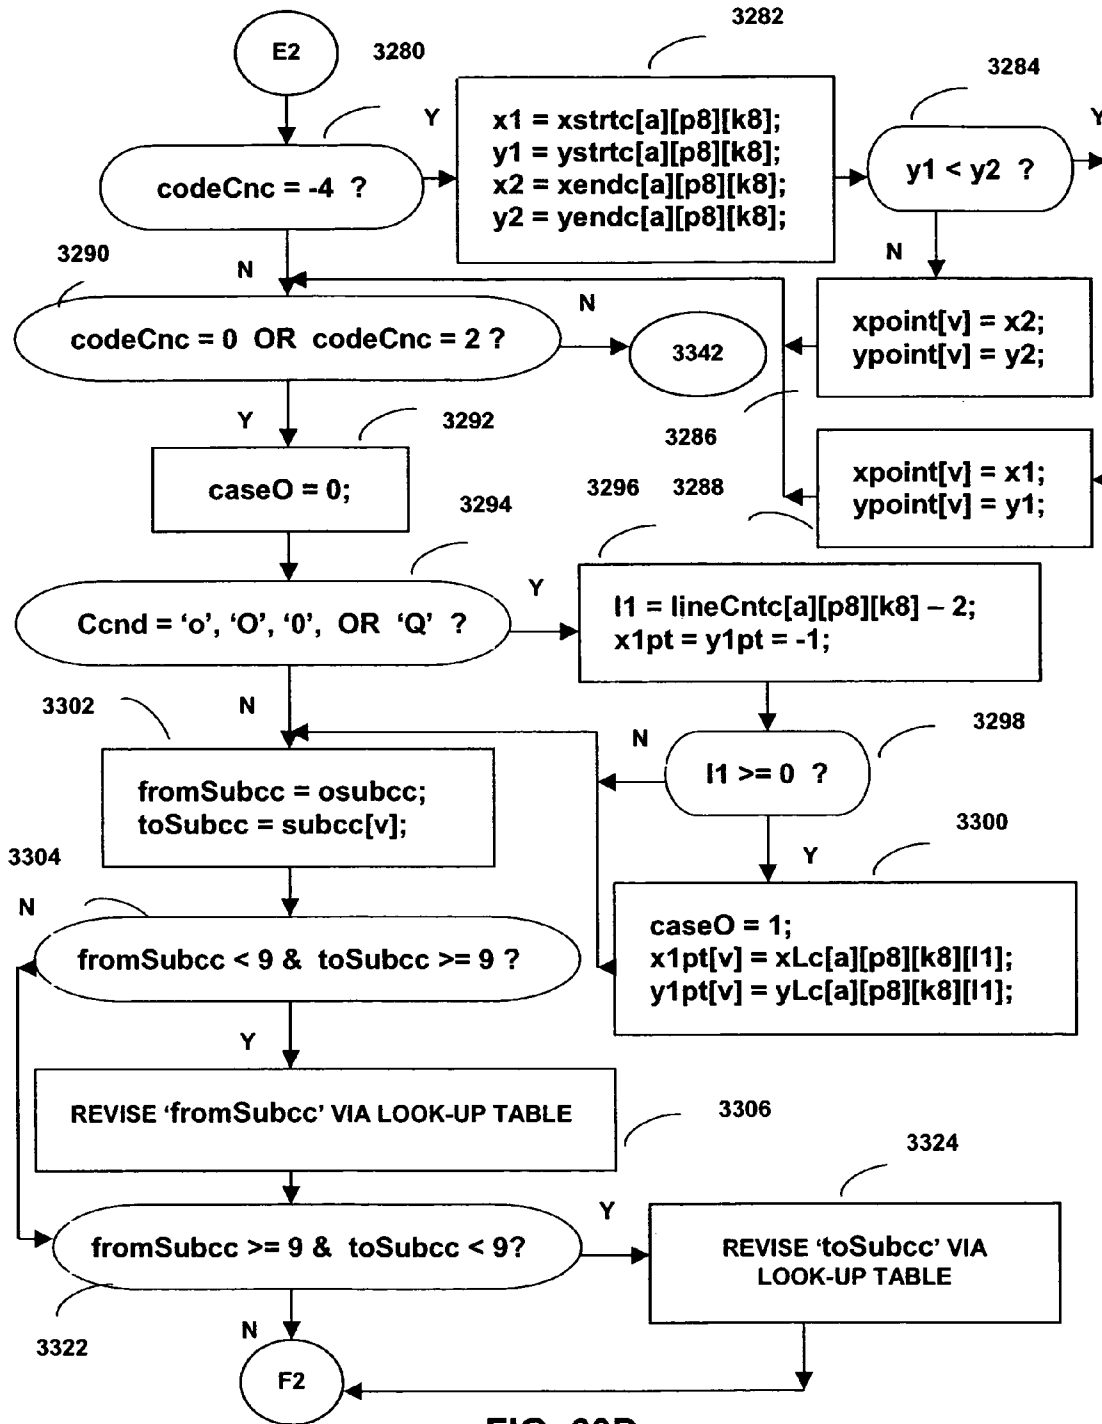 E2
3280
3282
3284
Y
x1 = xstrtc[a][p8][k8];
y1 = ystrtc[a][p8][k8];
x2 = xendc[a][p8][k8];
y2 = yendc[a][p8][k8];
Y
codeCnc = -4 ?
y1 < y2 ?
3290
N
N
codeCnc = 0 OR codeCnc = 2 ?
N
3342
xpoint[v] = x2;
ypoint[v] = y2;
Y
3292
3286
caseO = 0;
3294
3296
3288
xpoint[v] = x1;
ypoint[v] = y1;
Ccnd = ‘o’, ‘O’, ‘0’, OR ‘Q’ ?
Y
l1 = lineCntc[a][p8][k8] – 2;
x1pt = y1pt = -1;
3302
N
N
3298
l1 >= 0 ?
fromSubcc = osubcc;
toSubcc = subcc[v];
3304
3300
Y
N
caseO = 1;
x1pt[v] = xLc[a][p8][k8][l1];
y1pt[v] = yLc[a][p8][k8][l1];
fromSubcc < 9 & toSubcc >= 9 ?
Y
REVISE ‘fromSubcc’ VIA LOOK-UP TABLE
3306
3324
Y
fromSubcc >= 9 & toSubcc < 9?
REVISE ‘toSubcc’ VIA
LOOK-UP TABLE
3322
N
F2